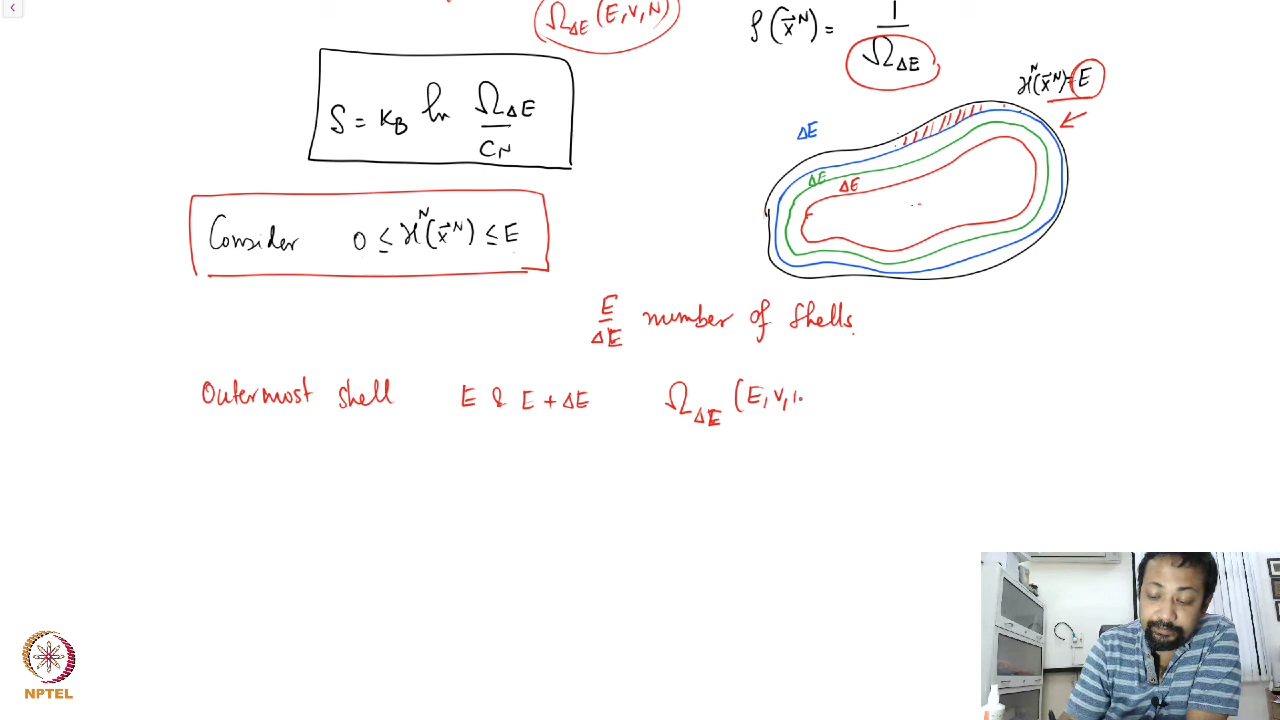 Ω_ΔE (E, V, N)
ρ(x⃗^N) = 1 / Ω_ΔE
S = K_B ln Ω_ΔE / C_N
ℋ^N(x⃗^N) = E
ΔE
ΔE
ΔE
Consider 0 ≤ ℋ^N(x⃗^N) ≤ E
E / ΔE number of shells.
Outermost shell E & E + ΔE Ω_ΔE (E, V,
NPTEL